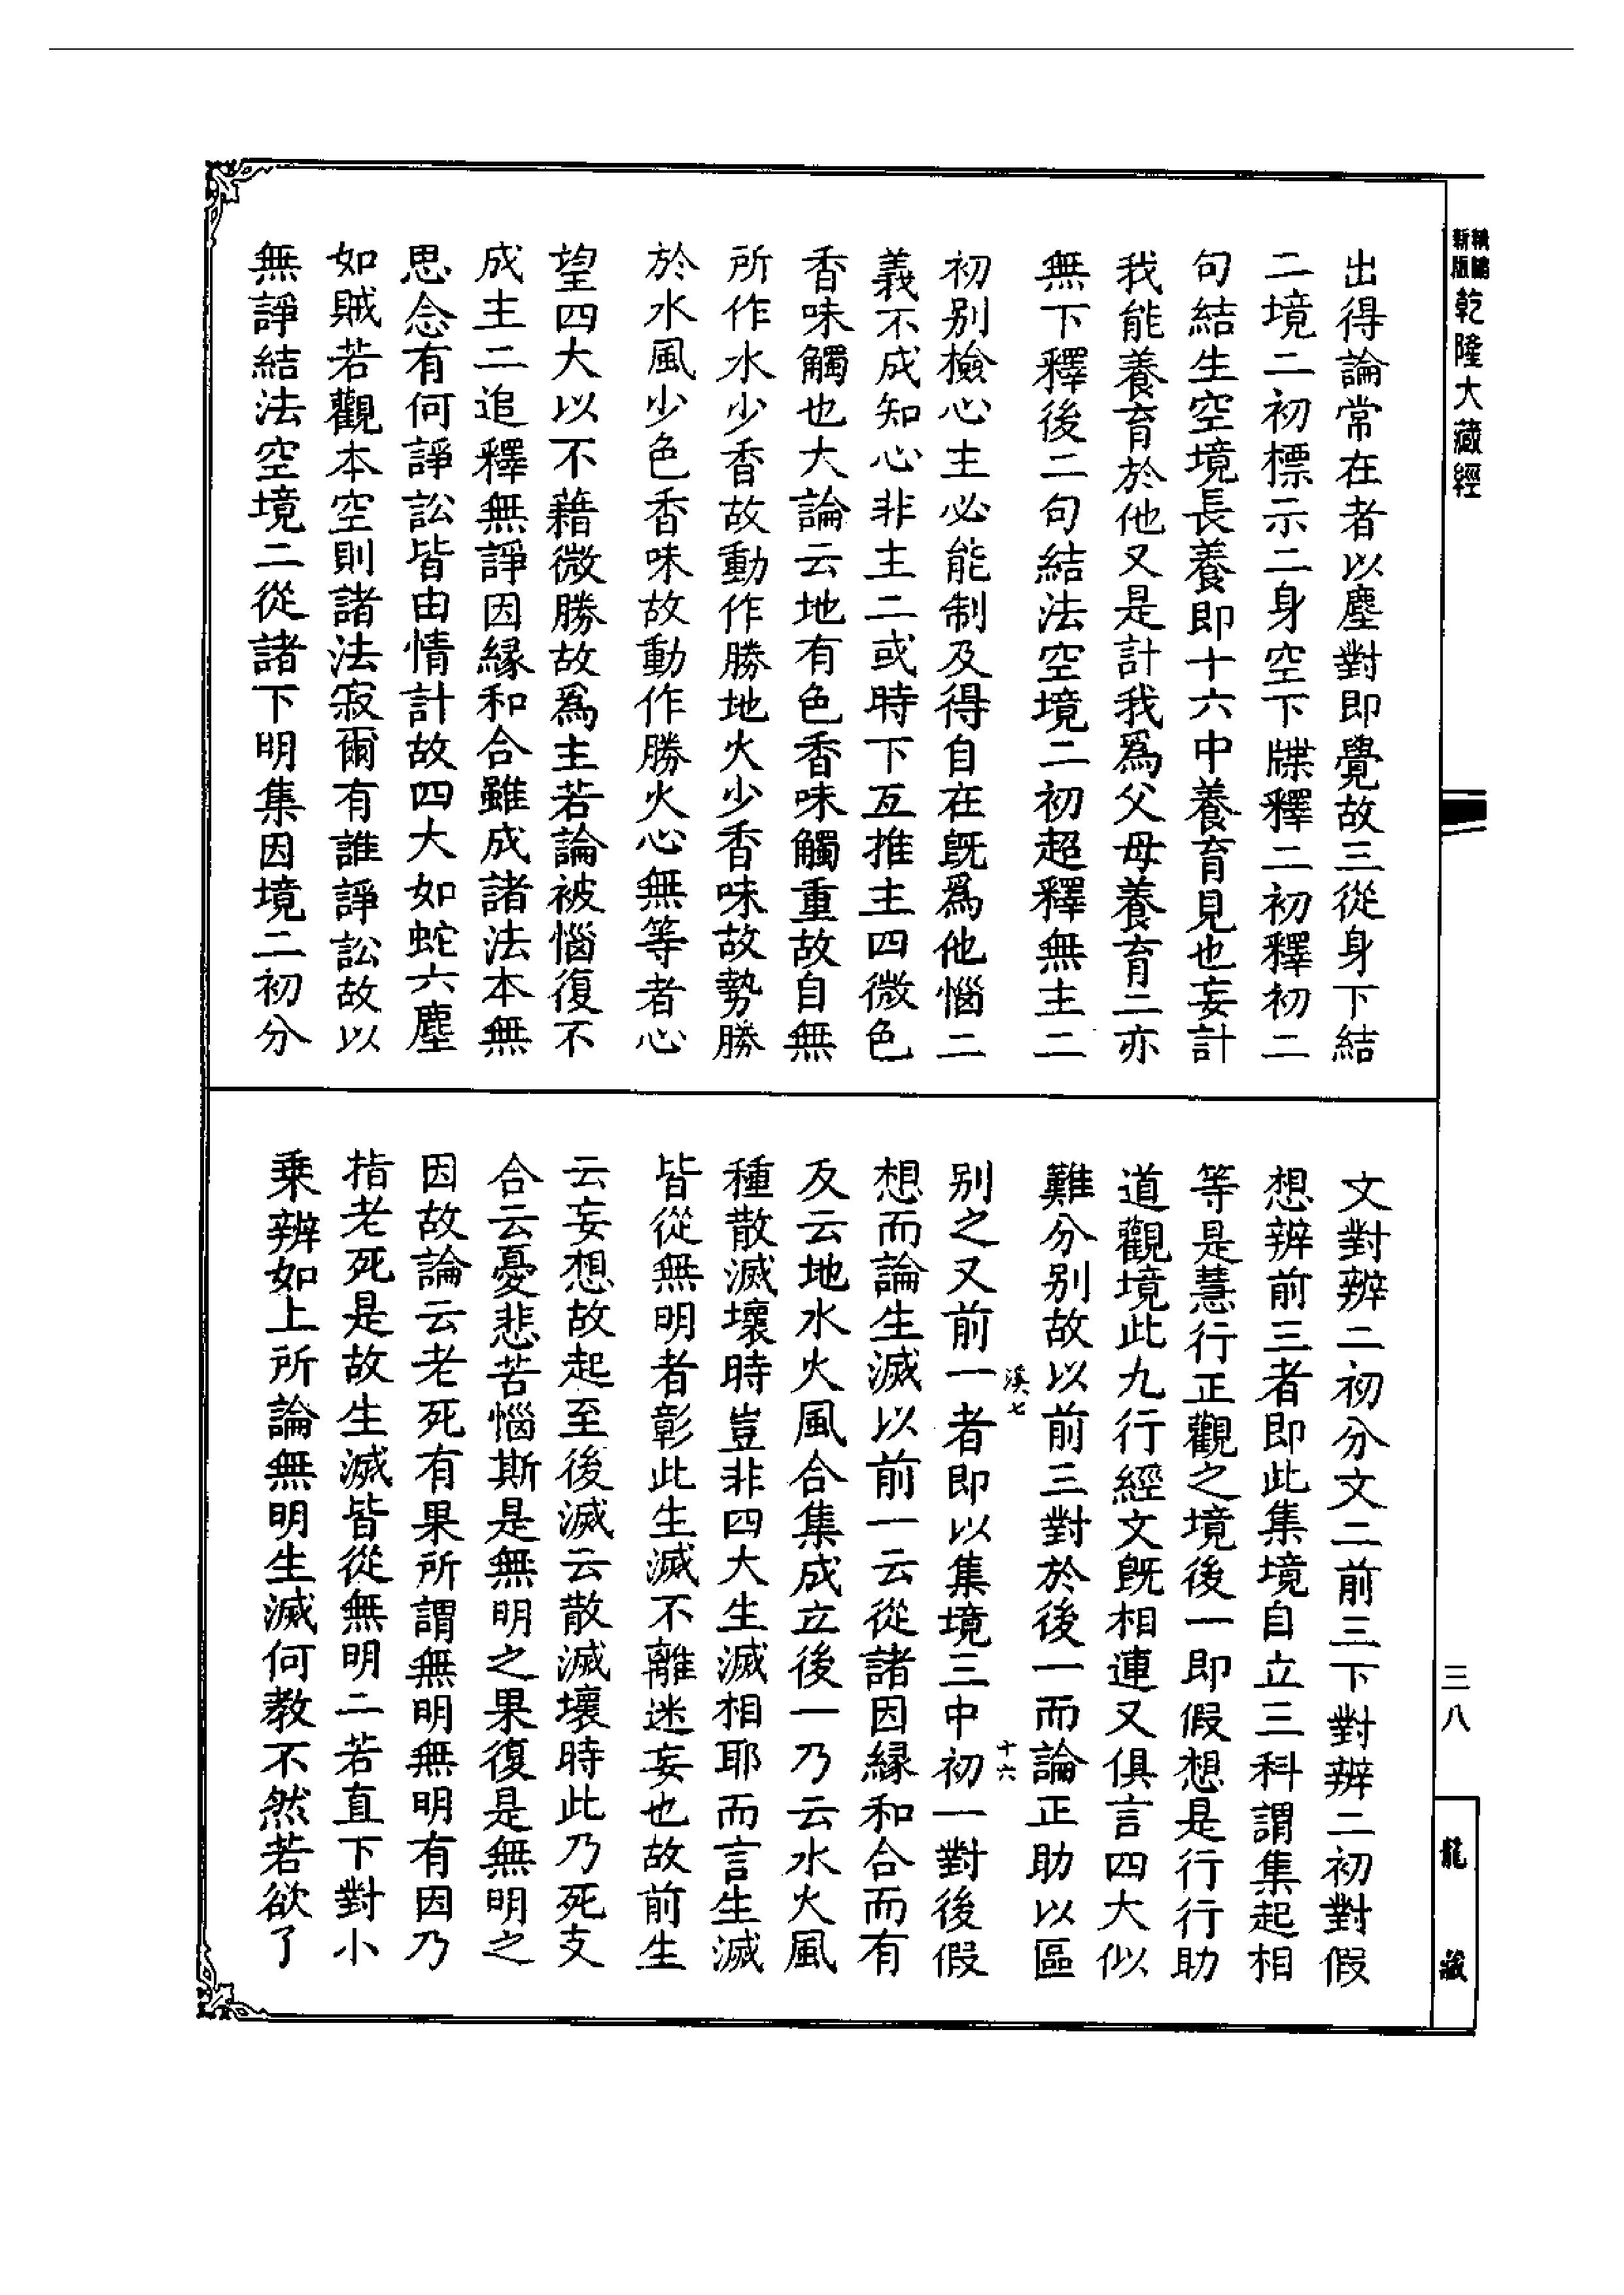 新版
乾隆大藏經
出得論常在者以塵對即覺故三從身下結
二境二初標示二身空下牒釋二初釋初二
句結生空境長養即十六中養育見也妄計
我能養育於他又是計我爲父母養育二亦
無下釋後二句結法空境二初超釋無主二
初別檢心主必能制及得自在既爲他惱二
義不成知心非主二或時下互推主四微色
香味觸也大論云地有色香味觸重故自無
所作水少香故動作勝地火少香味故勢勝
於水風少色香味故動作勝火心無等者心
望四大以不藉微勝故爲主若論被惱復不
成主二追釋無諍因緣和合雖成諸法本無
思念有何諍訟皆由情計故四大如蛇六塵
如賊若觀本空則諸法寂爾有誰諍訟故以
無諍結法空境二從諸下明集因境二初分
文對辨二初分文二前三下對辨二初對假
想辨前三者即此集境自立三科謂集起相
等是慧行正觀之境後一即假想是行行助
道觀境此九行經文既相連又俱言四大似
難分別故以前三對於後一而論正助以區
別之又前一者即以集境三中初一對後假
想而論生滅以前一云從諸因緣和合而有
及云地水火風合集成立後一乃云水火風
種散滅壞時豈非四大生滅相耶而言生滅
皆從無明者彰此生滅不離迷妄也故前生
云妄想故起至後滅云散滅壞時此乃死支
合云憂悲苦惱斯是無明之果復是無明之
因故論云老死有果所謂無明無明有因乃
指老死是故生滅皆從無明二若直下對小
乘辨如上所論無明生滅何教不然若欲了
溪七
十六
三八
龍藏